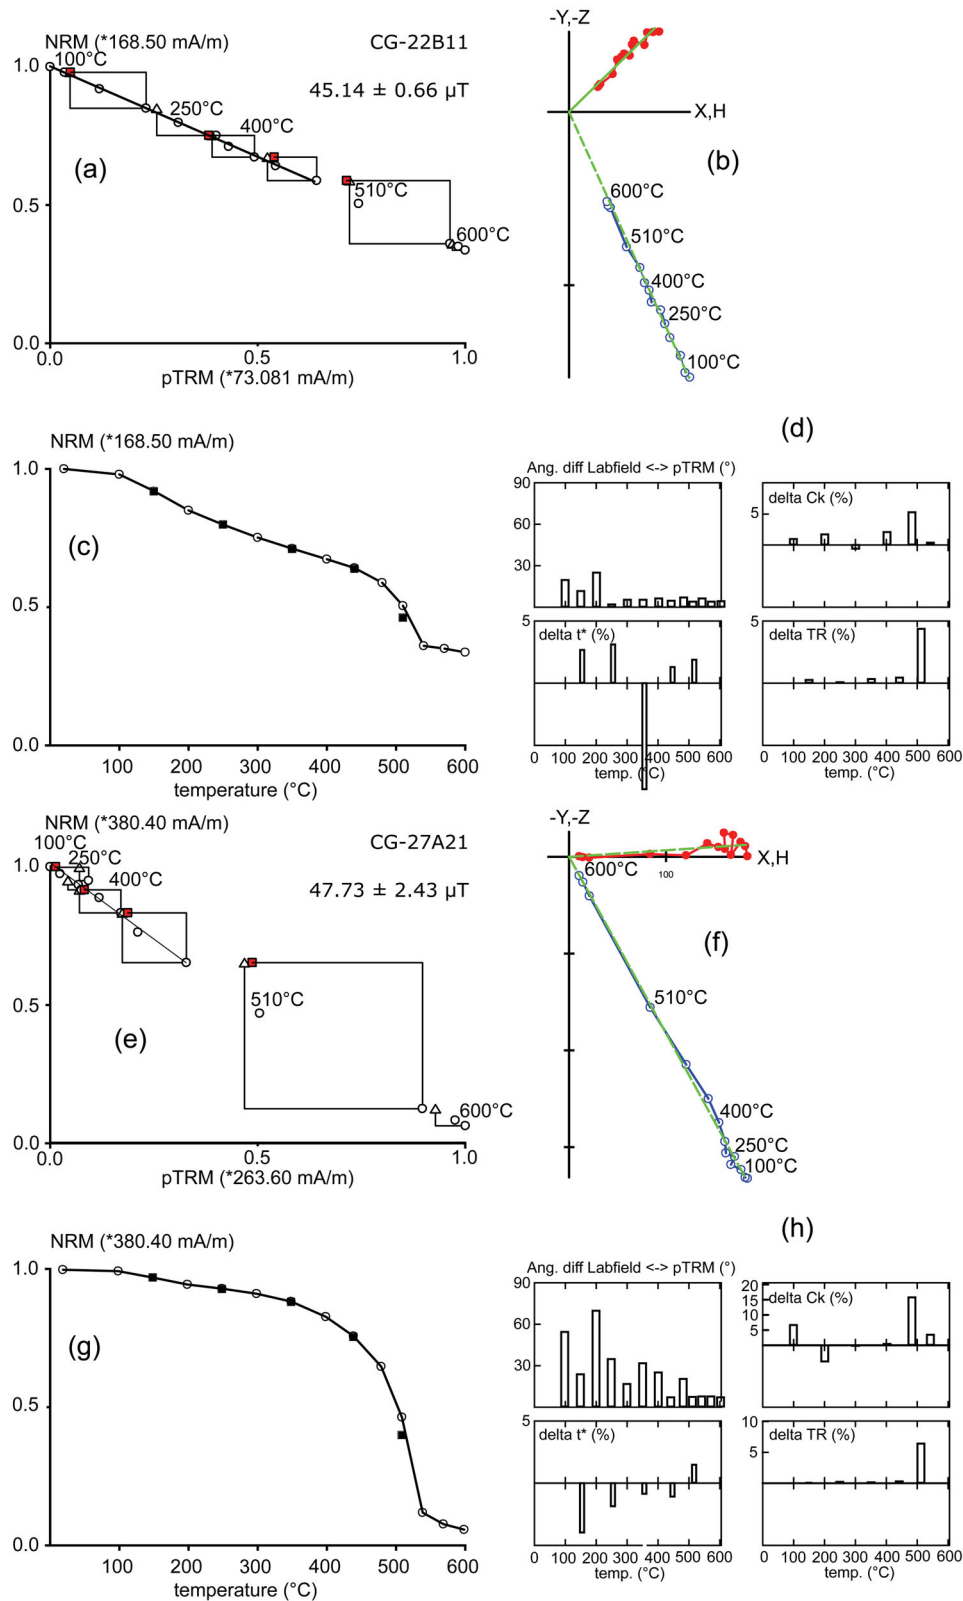 NRM (*168.50 mA/m)
CG-22B11
45.14 ± 0.66 µT
1.0
100°C
250°C
400°C
(a)
0.5
510°C
600°C
0.0
0.0
0.5
1.0
pTRM (*73.081 mA/m)
-Y,-Z
X,H
(b)
600°C
510°C
400°C
250°C
100°C
NRM (*168.50 mA/m)
1.0
(c)
0.5
0.0
100
200
300
400
500
600
temperature (°C)
(d)
Ang. diff Labfield <-> pTRM (°)
90
60
30
delta Ck (%)
5
5
delta t* (%)
0 100 200 300 400 500 600
temp. (°C)
5
delta TR (%)
0 100 200 300 400 500 600
temp. (°C)
NRM (*380.40 mA/m)
CG-27A21
47.73 ± 2.43 µT
100°C
1.0
250°C
400°C
0.5
510°C
(e)
600°C
0.0
0.0
0.5
1.0
pTRM (*263.60 mA/m)
-Y,-Z
X,H
600°C
100
(f)
510°C
400°C
250°C
100°C
NRM (*380.40 mA/m)
1.0
(g)
0.5
0.0
100
200
300
400
500
600
temperature (°C)
(h)
Ang. diff Labfield <-> pTRM (°)
90
60
30
20
15
10
5
delta Ck (%)
5
delta t* (%)
0 100 200 300 400 500 600
temp. (°C)
10
5
delta TR (%)
0 100 200 300 400 500 600
temp. (°C)